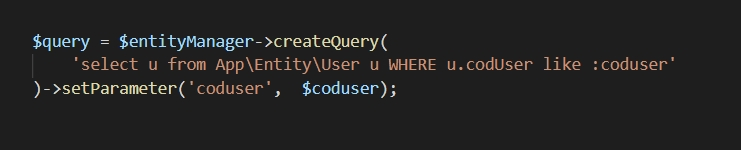 $query = $entityManager->createQuery(
'select u from App\Entity\User u WHERE u.codUser like :coduser'
)->setParameter('coduser',  $coduser);